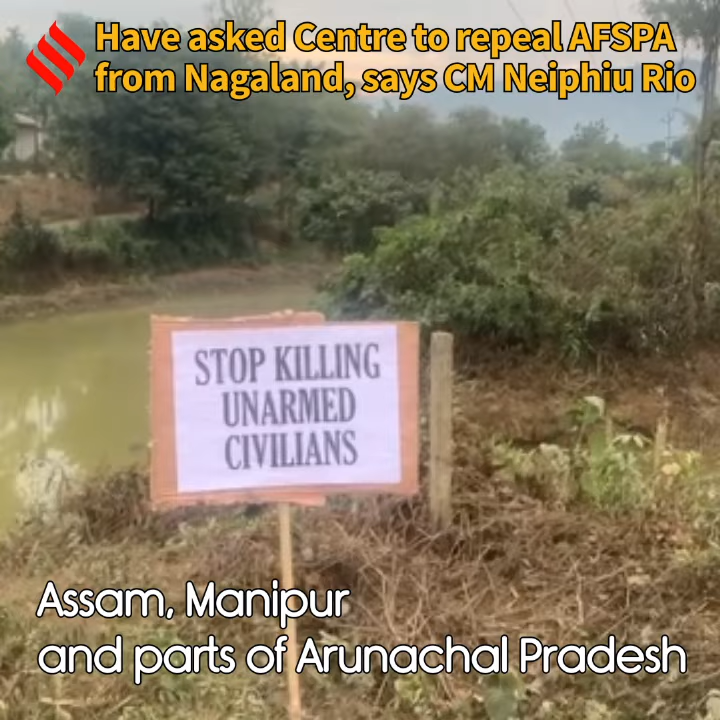 Have asked Centre to repeal AFSPA
from Nagaland, says CM Neiphiu Rio
STOP KILLING
UNARMED
CIVILIANS
Assam, Manipur
and parts of Arunachal Pradesh